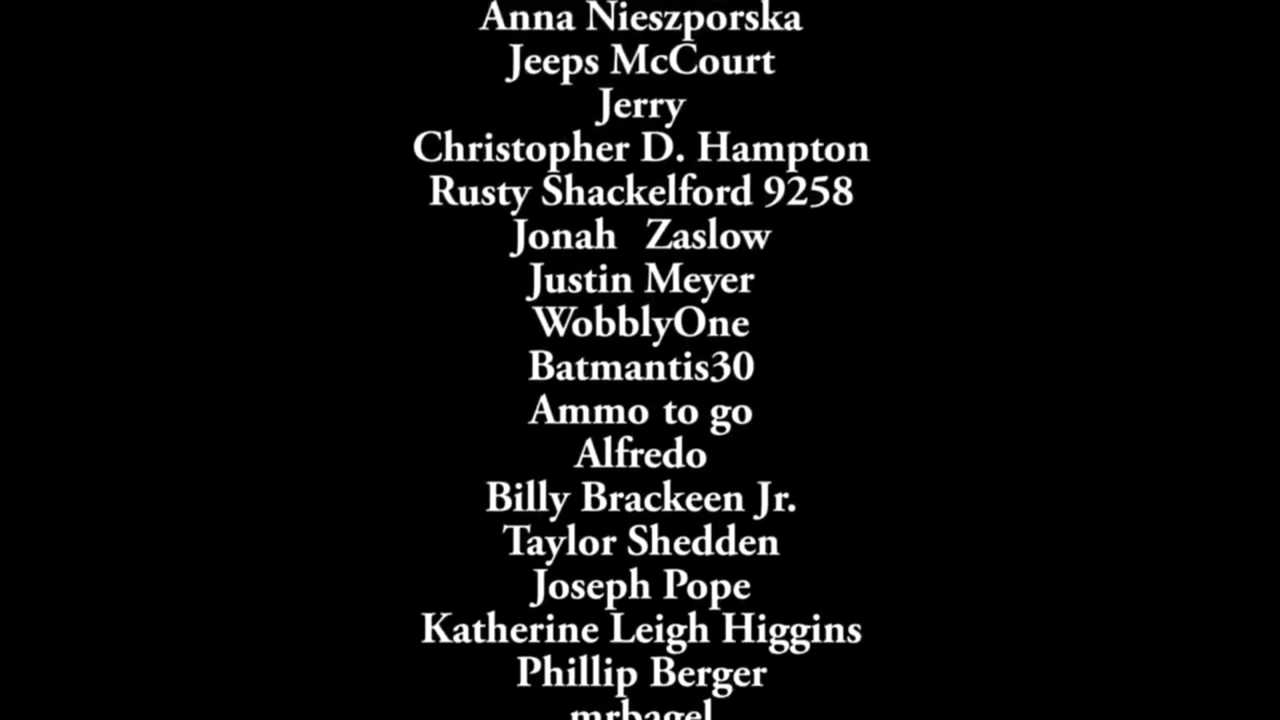 Anna Nieszporska
Jeeps McCourt
Jerry
Christopher D. Hampton
Rusty Shackelford 9258
Jonah   Zaslow
Justin Meyer
WobblyOne
Batmantis30
Ammo to go
Alfredo
Billy Brackeen Jr.
Taylor Shedden
Joseph Pope
Katherine Leigh Higgins
Phillip Berger
mrbagel